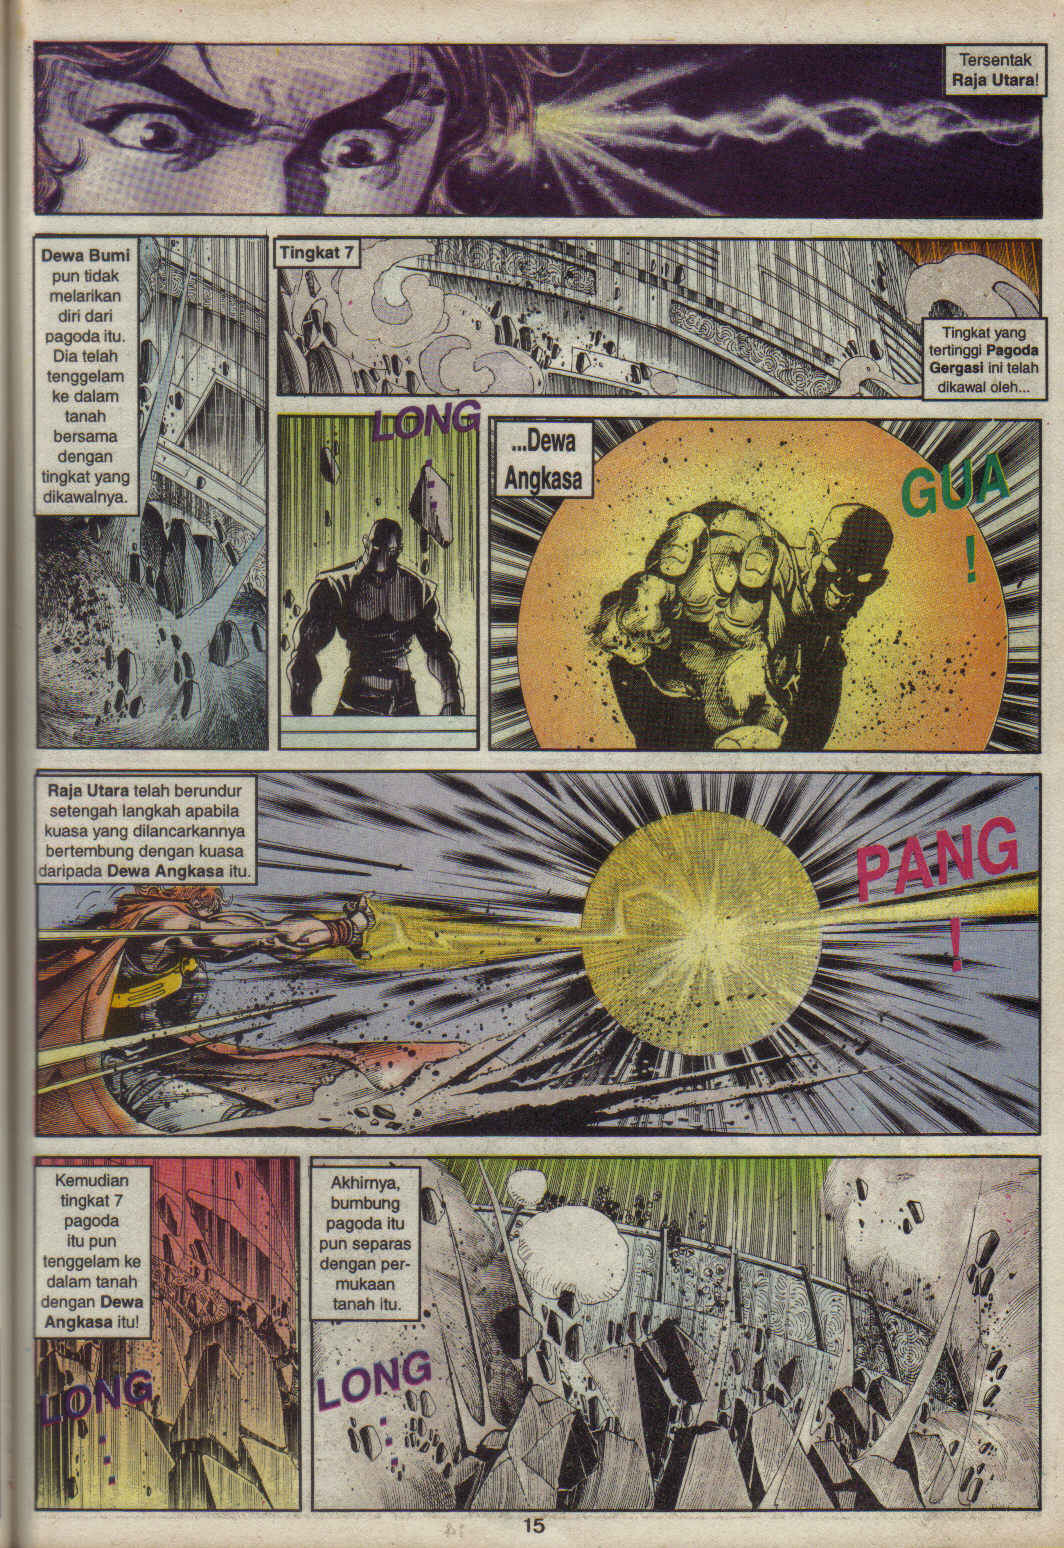 Tersentak
Raja Utara!
Dewa Bumi
pun tidak
melarikan
diri dari
pagoda itu.
Dia telah
tenggelam
ke dalam
tanah
bersama
dengan
tingkat yang
dikawalnya.
Tingkat 7
Tingkat yang
tertinggi Pagoda
Gergasi ini telah
dikawal oleh...
LONG
...Dewa
Angkasa
GUA
!
Raja Utara telah berundur
setengah langkah apabila
kuasa yang dilancarkannya
bertembung dengan kuasa
daripada Dewa Angkasa itu.
PANG
!
Kemudian
tingkat 7
pagoda
itu pun
tenggelam ke
dalam tanah
dengan Dewa
Angkasa itu!
LONG
Akhirnya,
bumbung
pagoda itu
pun separas
dengan per-
mukaan
tanah itu.
LONG
15